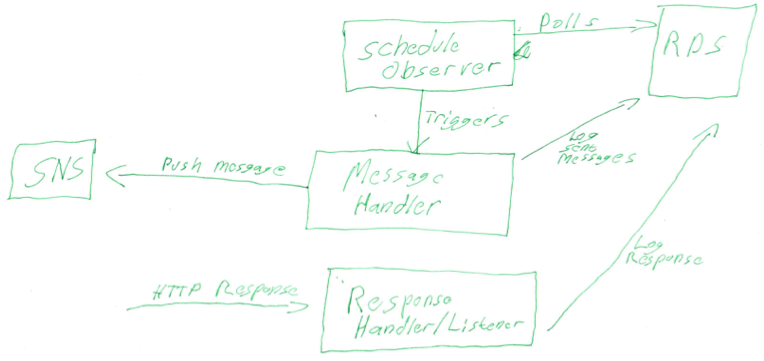 Polls
Schedule
Observer
RDS
Triggers
Log
Send
Messages
SNS
Push message
Message
Handler
Log
Response
HTTP Response
Response
Handler/Listener